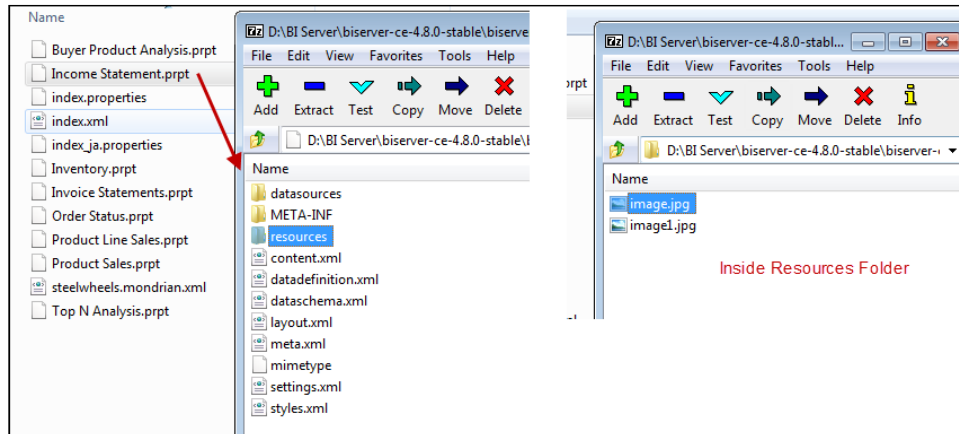 Name
Buyer Product Analysis.prpt
Income Statement.prpt
index.properties
index.xml
index_ja.properties
Inventory.prpt
Invoice Statements.prpt
Order Status.prpt
Product Line Sales.prpt
Product Sales.prpt
steelwheels.mondrian.xml
Top N Analysis.prpt
7z D:\BI Server\biserver-ce-4.8.0-stable\biserve
File Edit View Favorites Tools Help
Add Extract Test Copy Move Delete
D:\BI Server\biserver-ce-4.8.0-stable\b
Name
datasources
META-INF
resources
content.xml
datadefinition.xml
dataschema.xml
layout.xml
meta.xml
mimetype
settings.xml
styles.xml
prpt
7z D:\BI Server\biserver-ce-4.8.0-stabl...
File Edit View Favorites Tools Help
Add Extract Test Copy Move Delete Info
D:\BI Server\biserver-ce-4.8.0-stable\biserver-
Name
image.jpg
image1.jpg
Inside Resources Folder